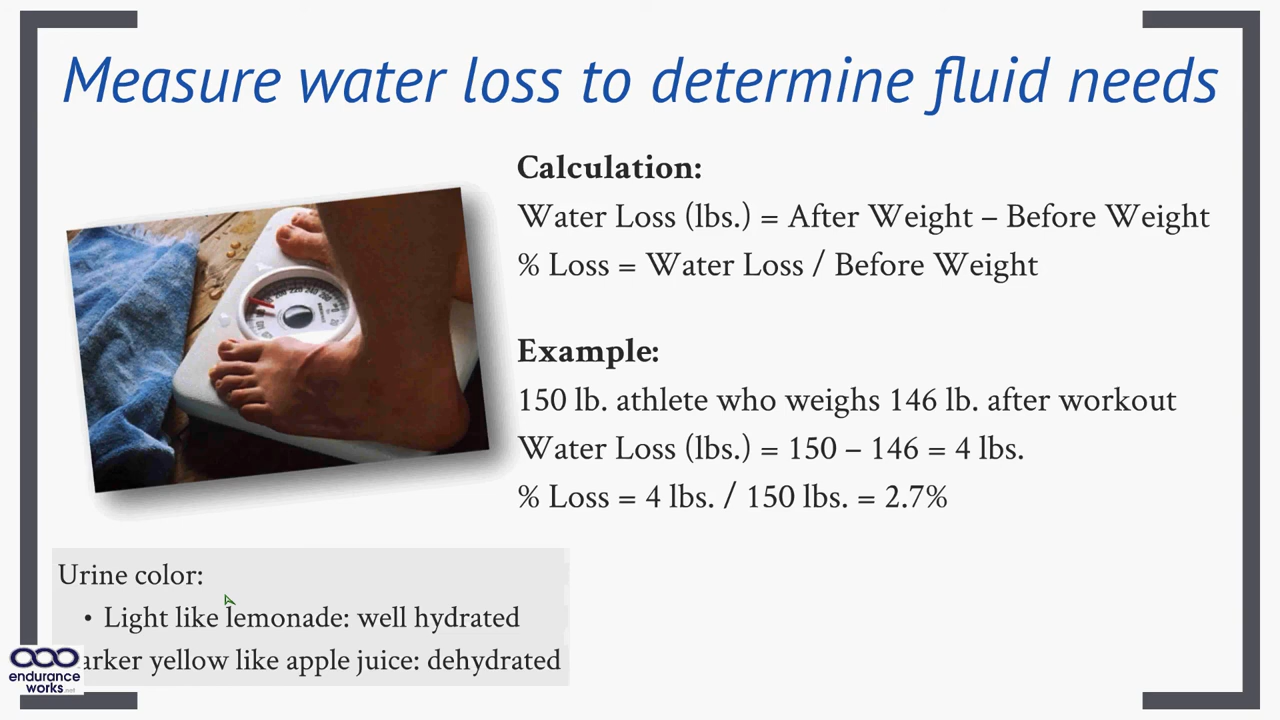 Measure water loss to determine fluid needs
Calculation:
Water Loss (lbs.) = After Weight – Before Weight
% Loss = Water Loss / Before Weight
Example:
150 lb. athlete who weighs 146 lb. after workout
Water Loss (lbs.) = 150 – 146 = 4 lbs.
% Loss = 4 lbs. / 150 lbs. = 2.7%
Urine color:
• Light like lemonade: well hydrated
arker yellow like apple juice: dehydrated
endurance
works.net